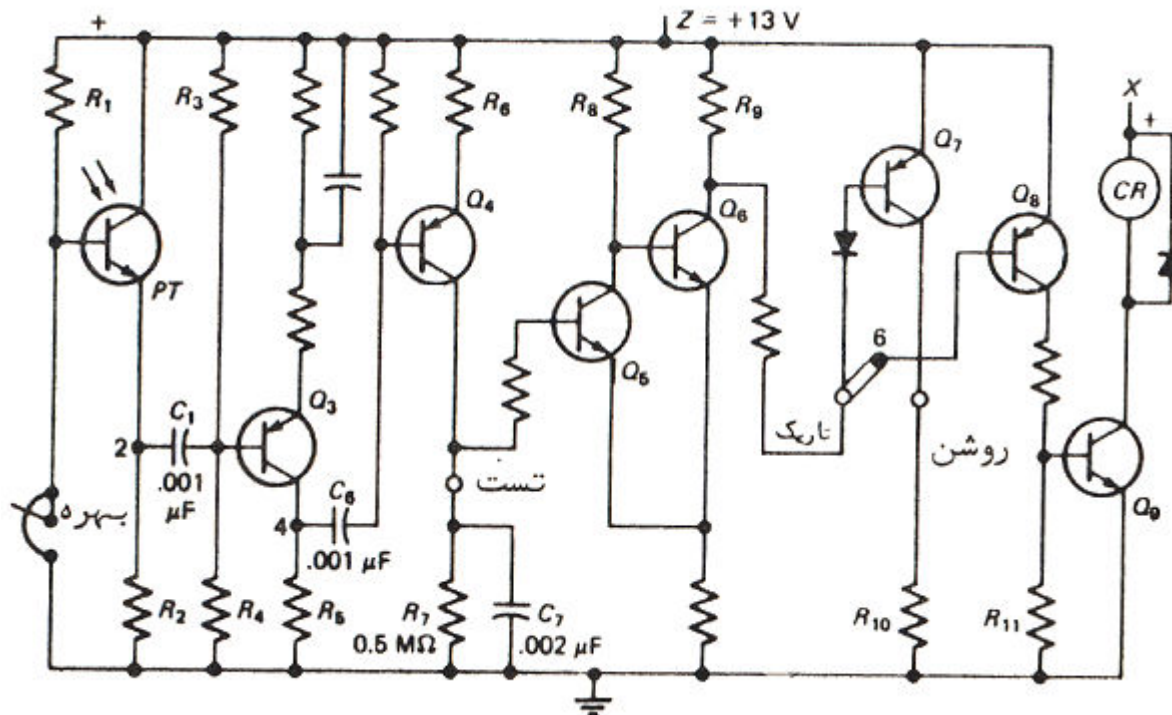 +
Z = +13 V
R1
R3
R6
R8
R9
Q7
X
+
CR
Q8
Q4
Q6
PT
Q5
6
Q3
2
C1
.001
μF
تاریک
روشن
Q9
بهره
تست
4
C6
.001 μF
R2
R4
R5
R7
0.5 MΩ
C7
.002 μF
R10
R11